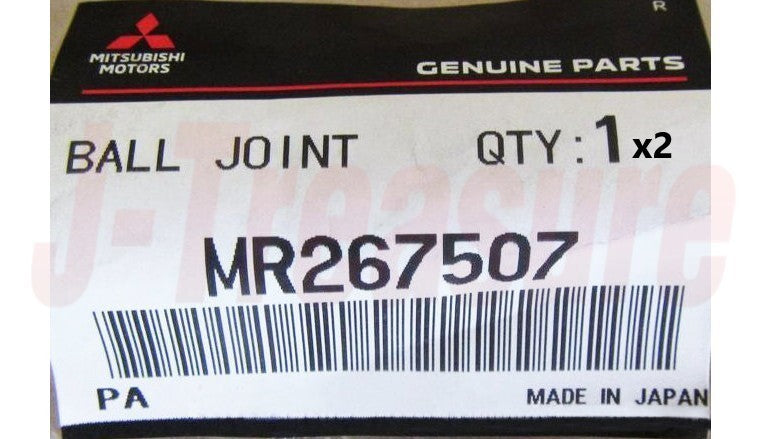 R
MITSUBISHI
MOTORS
GENUINE PARTS
BALL JOINT QTY:1 x2
J-Treasure
MR267507
PA MADE IN JAPAN